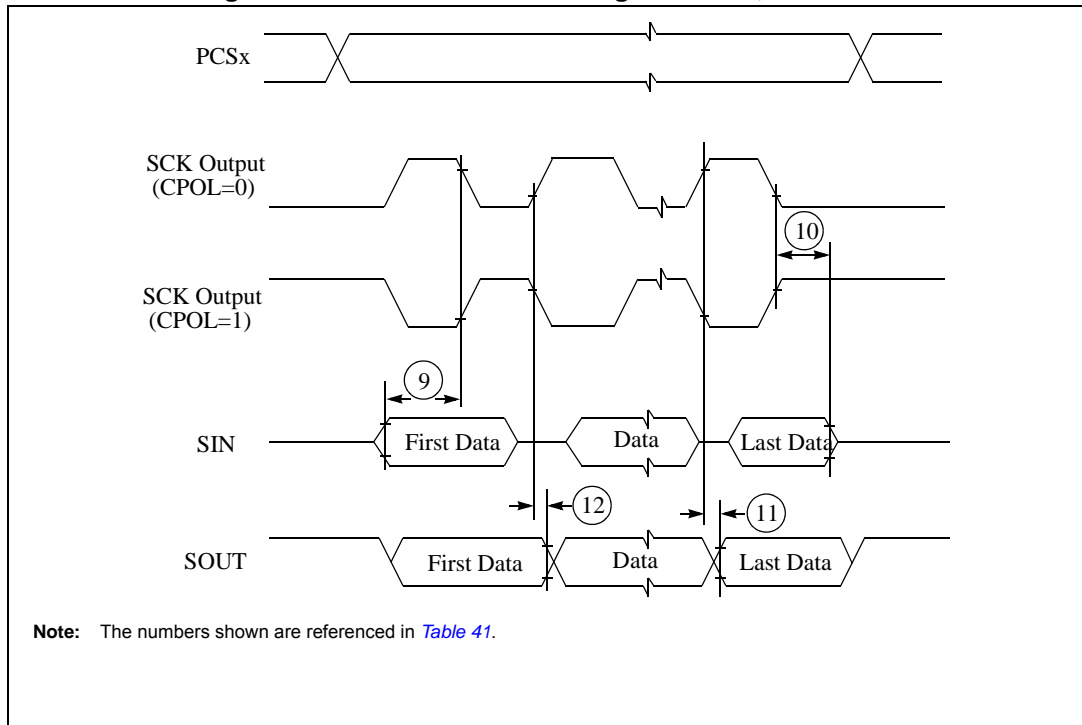 PCSx
SCK Output
(CPOL=0)
10
SCK Output
(CPOL=1)
9
SIN
First Data
Data
Last Data
12
11
SOUT
First Data
Data
Last Data
Note: The numbers shown are referenced in Table 41.